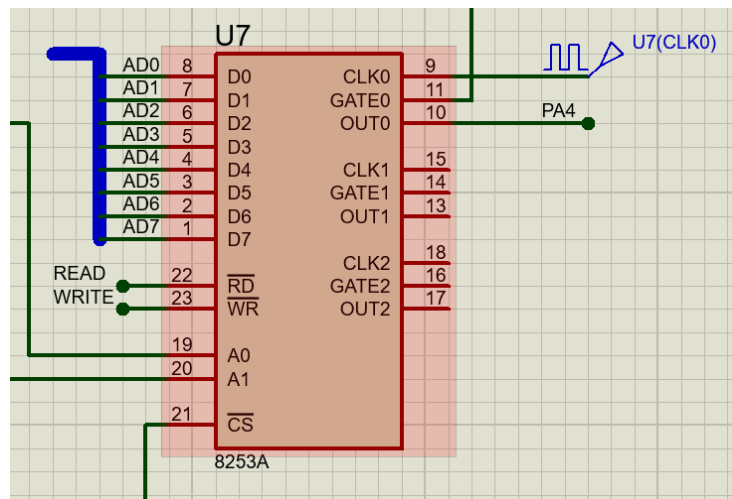 U7
U7(CLK0)
AD0 8 D0 CLK0 9
AD1 7 D1 GATE0 11
AD2 6 D2 OUT0 10 PA4
AD3 5 D3
AD4 4 D4 CLK1 15
AD5 3 D5 GATE1 14
AD6 2 D6 OUT1 13
AD7 1 D7
CLK2 18
READ 22 RD GATE2 16
WRITE 23 WR OUT2 17
19 A0
20 A1
21 CS
8253A